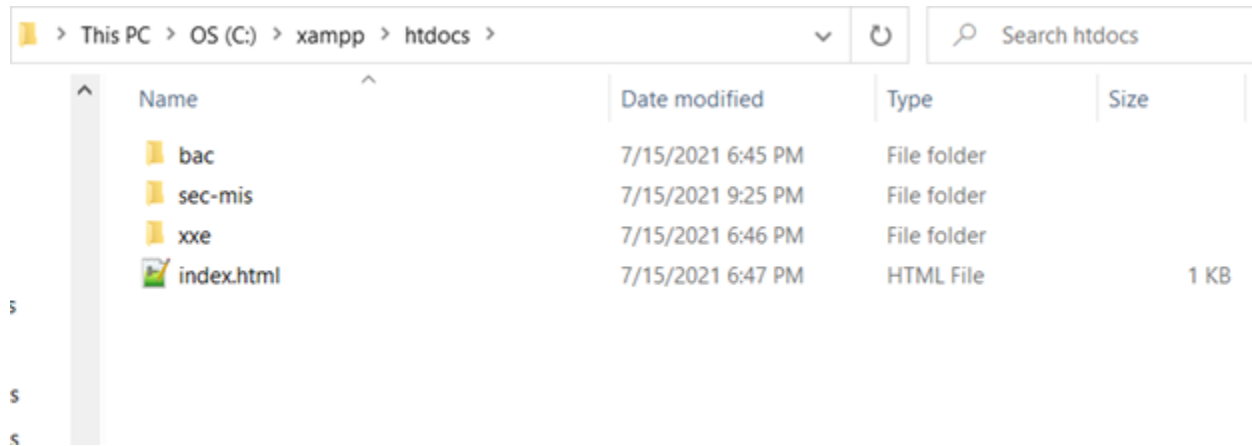 > This PC > OS (C:) > xampp > htdocs > Search htdocs
Name Date modified Type Size
bac 7/15/2021 6:45 PM File folder
sec-mis 7/15/2021 9:25 PM File folder
xxe 7/15/2021 6:46 PM File folder
index.html 7/15/2021 6:47 PM HTML File 1 KB
s
s
s